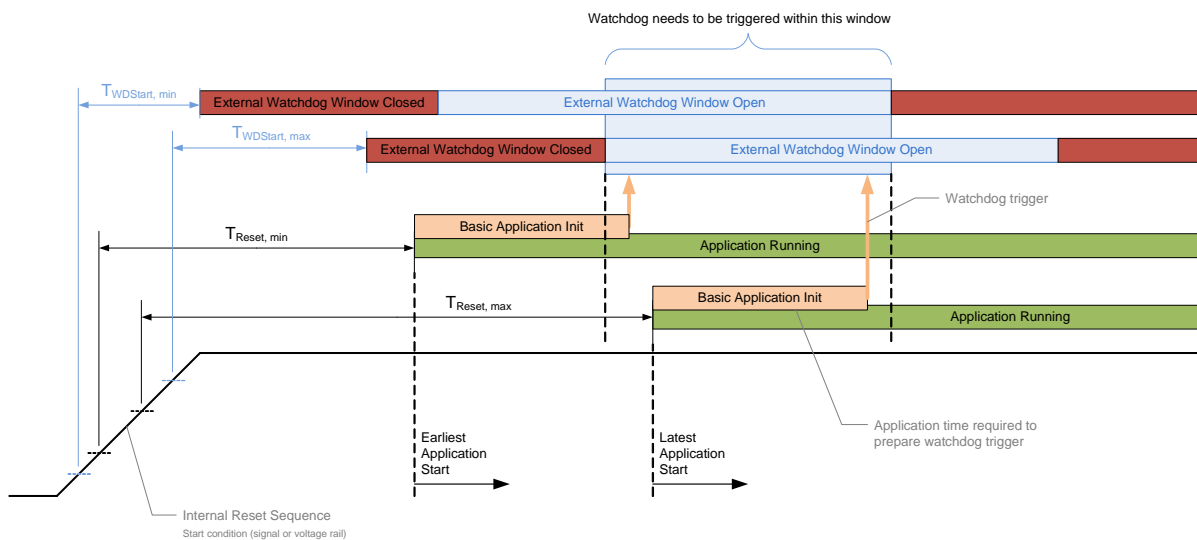 Watchdog needs to be triggered within this window
TWDStart, min
External Watchdog Window Closed
External Watchdog Window Open
TWDStart, max
External Watchdog Window Closed
External Watchdog Window Open
Watchdog trigger
Basic Application Init
TReset, min
Application Running
Basic Application Init
TReset, max
Application Running
Application time required to
prepare watchdog trigger
Earliest
Application
Start
Latest
Application
Start
Internal Reset Sequence
Start condition (signal or voltage rail)